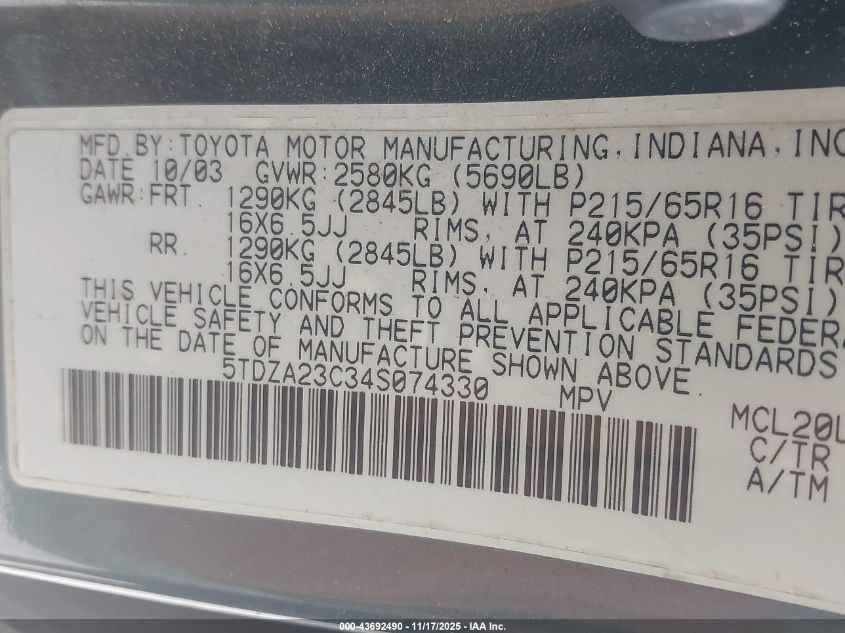 MFD. BY: TOYOTA MOTOR MANUFACTURING, INDIANA, INC
DATE 10/03 GVWR: 2580KG (5690LB)
GAWR: FRT. 1290KG (2845LB) WITH P215/65R16 TIR
16X6.5JJ RIMS, AT 240KPA (35PSI)
RR. 1290KG (2845LB) WITH P215/65R16 TIR
16X6.5JJ RIMS, AT 240KPA (35PSI)
THIS VEHICLE CONFORMS TO ALL APPLICABLE FEDERA
VEHICLE SAFETY AND THEFT PREVENTION STANDARDS
ON THE DATE OF MANUFACTURE SHOWN ABOVE.
5TDZA23C34S074330 MPV
MCL20L
C/TR
A/TM
000-43692490 - 11/17/2025 - IAA Inc.